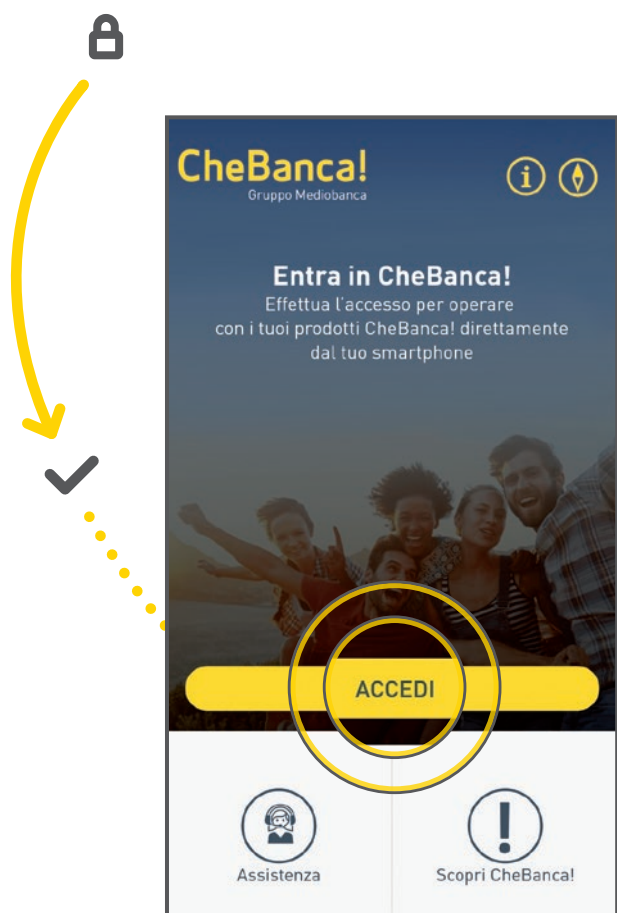 CheBanca!
Gruppo Mediobanca
Entra in CheBanca!
Effettua l'accesso per operare
con i tuoi prodotti CheBanca! direttamente
dal tuo smartphone
ACCEDI
Assistenza
Scopri CheBanca!